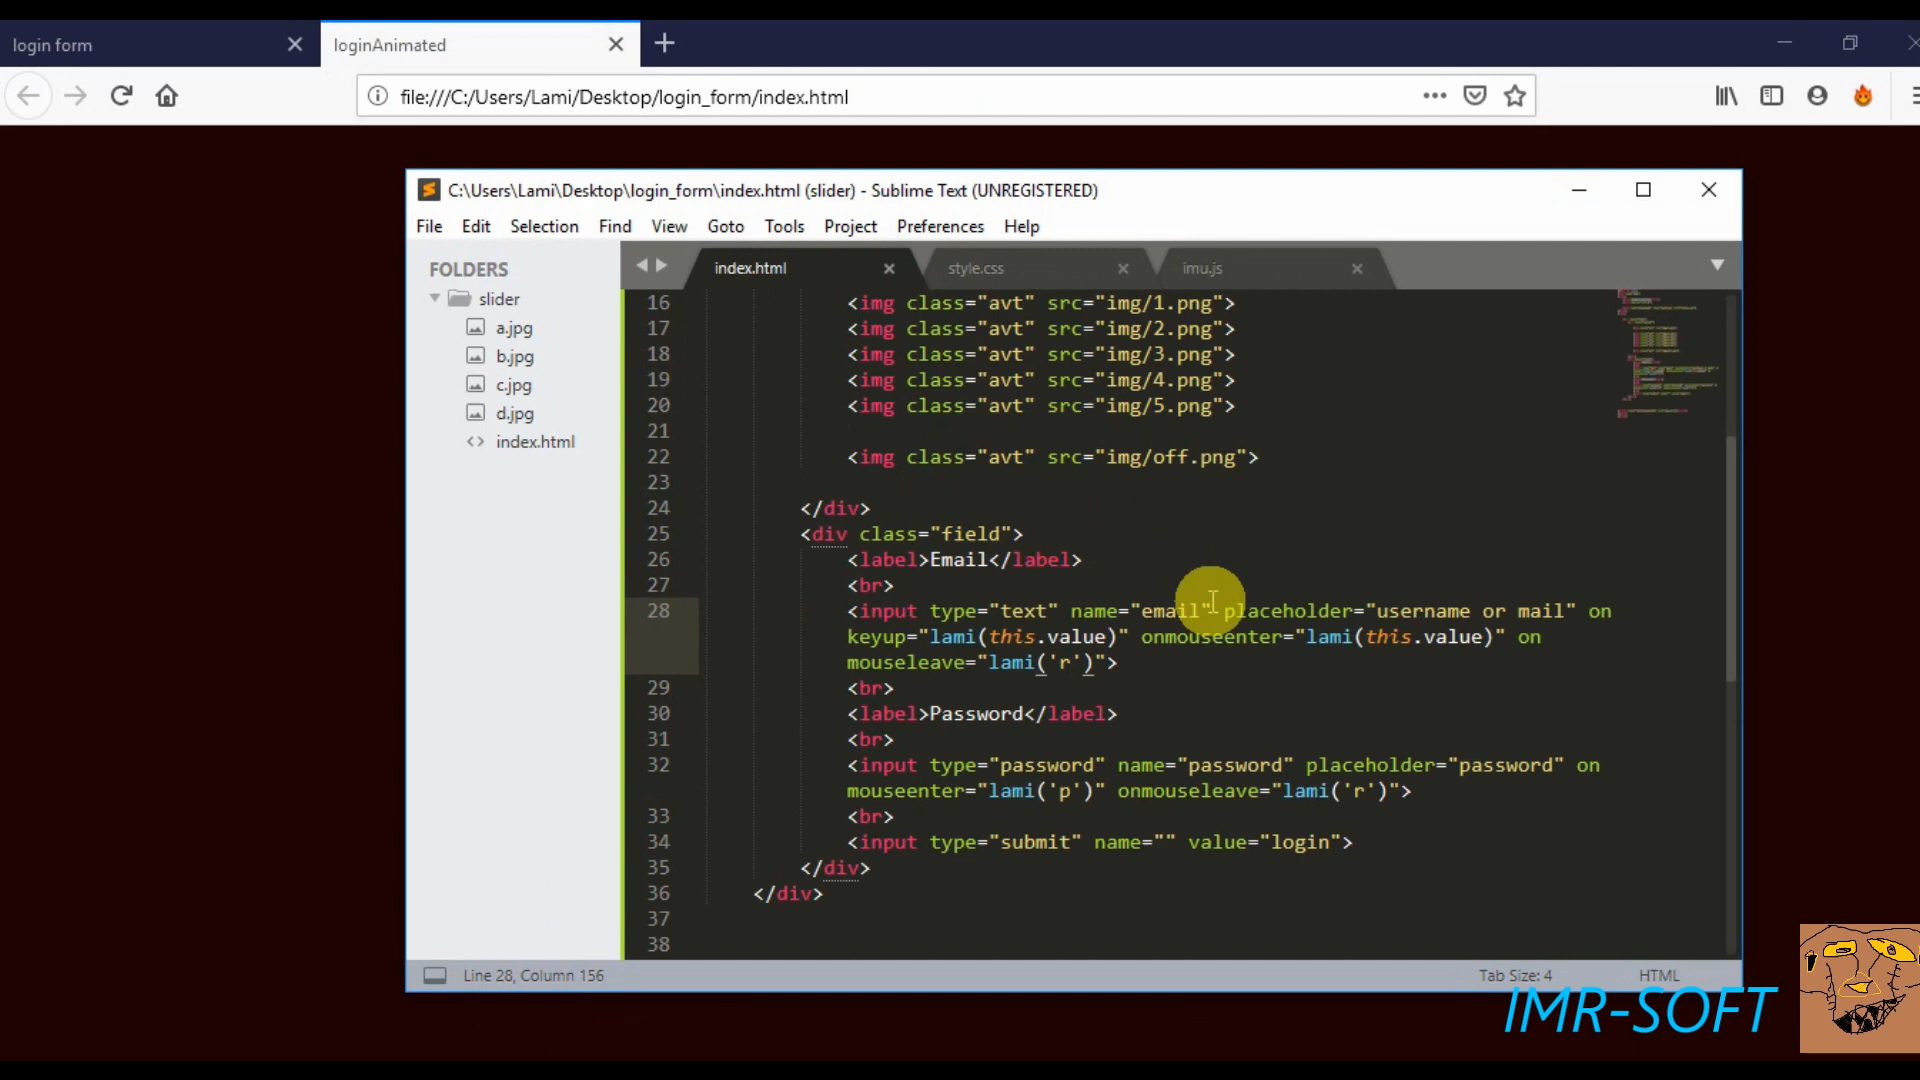 login form
loginAnimated
file:///C:/Users/Lami/Desktop/login_form/index.html
C:\Users\Lami\Desktop\login_form\index.html (slider) - Sublime Text (UNREGISTERED)
File Edit Selection Find View Goto Tools Project Preferences Help
FOLDERS
slider
a.jpg
b.jpg
c.jpg
d.jpg
index.html
index.html style.css imu.js
16 <img class="avt" src="img/1.png">
17 <img class="avt" src="img/2.png">
18 <img class="avt" src="img/3.png">
19 <img class="avt" src="img/4.png">
20 <img class="avt" src="img/5.png">
21
22 <img class="avt" src="img/off.png">
23
24 </div>
25 <div class="field">
26 <label>Email</label>
27 <br>
28 <input type="text" name="email" placeholder="username or mail" on
keyup="lami(this.value)" onmouseenter="lami(this.value)" on
mouseleave="lami('r')">
29 <br>
30 <label>Password</label>
31 <br>
32 <input type="password" name="password" placeholder="password" on
mouseenter="lami('p')" onmouseleave="lami('r')">
33 <br>
34 <input type="submit" name="" value="login">
35 </div>
36 </div>
37
38
Line 28, Column 156
Tab Size: 4
HTML
IMR-SOFT